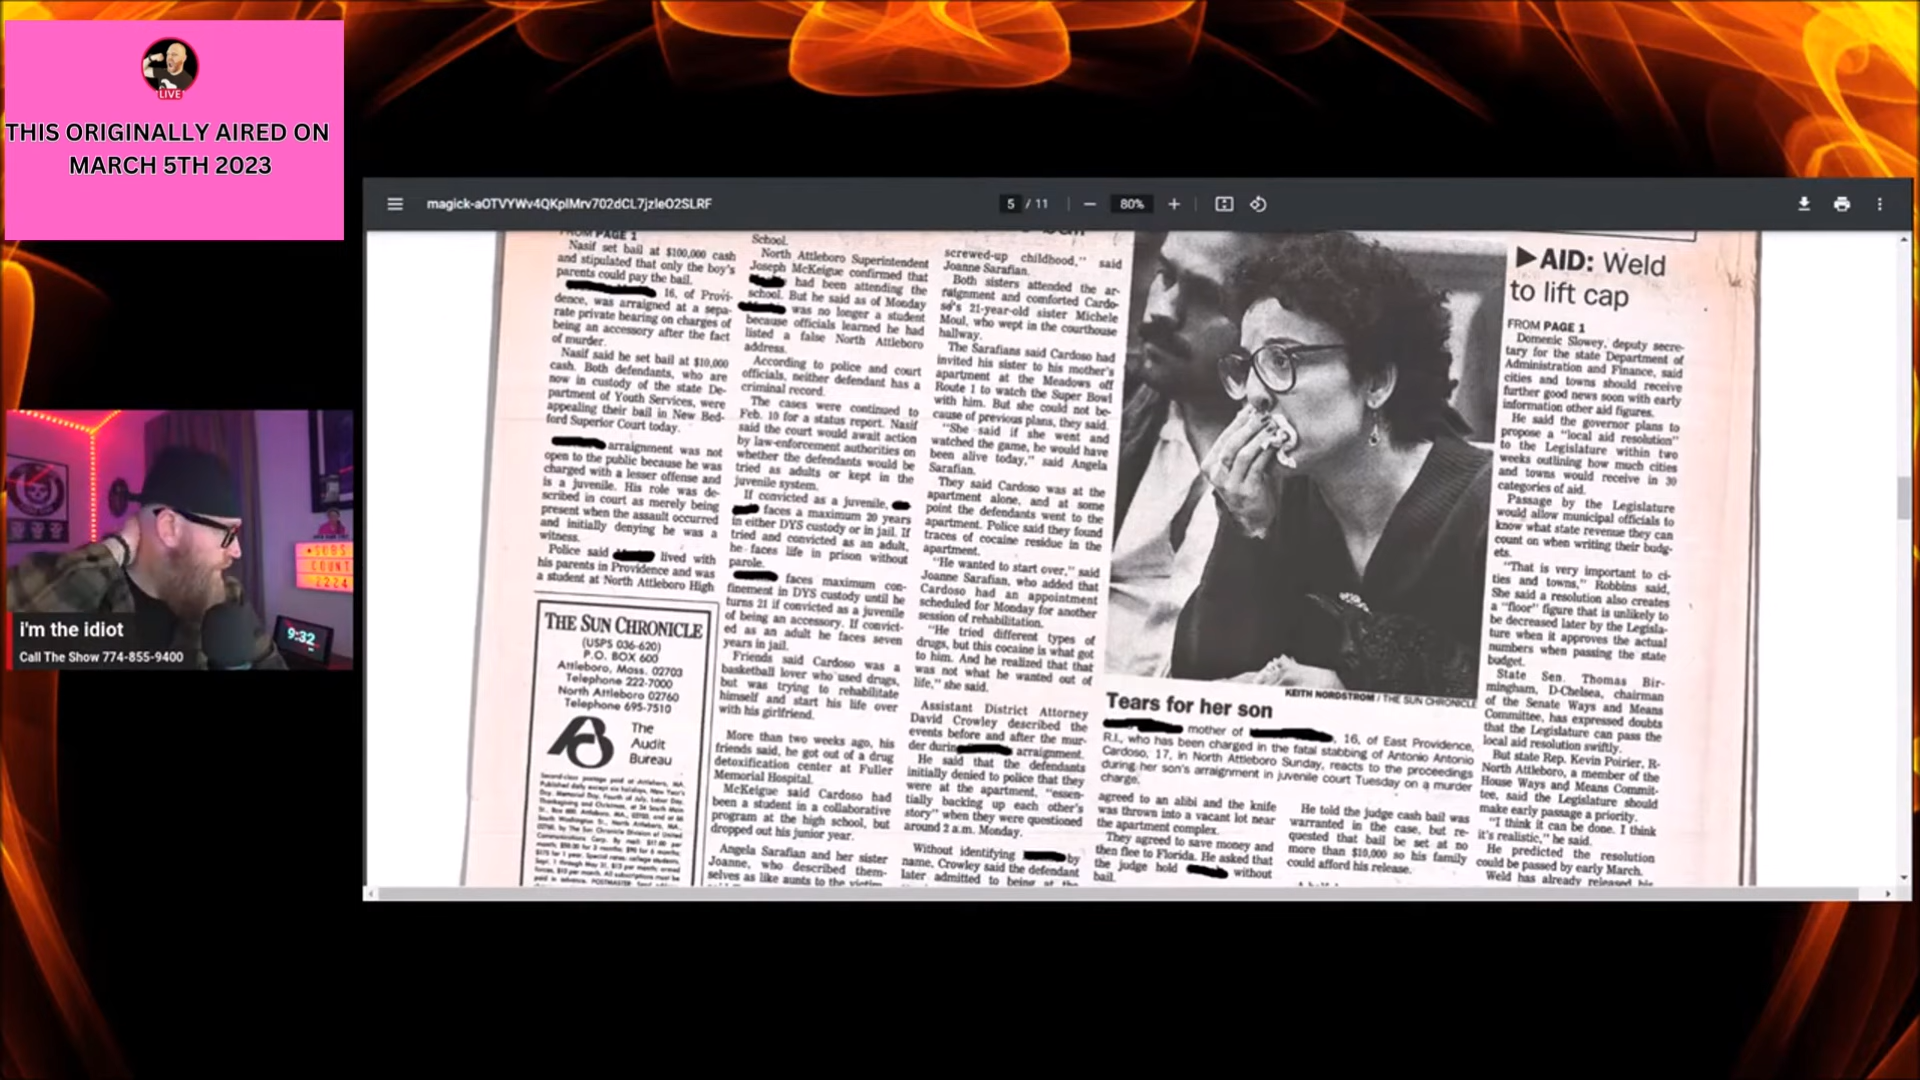 LIVE
THIS ORIGINALLY AIRED ON
MARCH 5TH 2023
magick-aOTVYWv4QKplMrv702dCL7jzleO2SLRF
5 / 11
80%
FROM PAGE 1
Nasif set bail at $100,000 cash
and stipulated that only the boy's
parents could pay the bail.
16, of Provi-
dence, was arraigned at a sepa-
rate private hearing on charges of
being an accessory after the fact
of murder.
Nasif said he set bail at $10,000
cash. Both defendants, who are
now in custody of the state De-
partment of Youth Services, were
appealing their bail in New Bed-
ford Superior Court today.
arraignment was not
open to the public because he was
charged with a lesser offense and
is a juvenile. His role was de-
scribed in court as merely being
present when the assault occurred
and initially denying he was a
witness.
Police said lived with
his parents in Providence and was
a student at North Attleboro High
THE SUN CHRONICLE
(USPS 036-620)
P.O. BOX 600
Attleboro, Mass. 02703
Telephone 222-7000
North Attleboro 02760
Telephone 695-7510
The
Audit
Bureau
School.
North Attleboro Superintendent
Joseph McKeigue confirmed that
had been attending the
school. But he said as of Monday
was no longer a student
because officials learned he had
listed a false North Attleboro
address.
According to police and court
officials, neither defendant has a
criminal record.
The cases were continued to
Feb. 10 for a status report. Nasif
said the court would await action
by law-enforcement authorities on
whether the defendants would be
tried as adults or kept in the
juvenile system.
If convicted as a juvenile,
faces a maximum 20 years
in either DYS custody or in jail. If
tried and convicted as an adult,
he faces life in prison without
parole.
faces maximum con-
finement in DYS custody until he
turns 21 if convicted as a juvenile
of being an accessory. If convict-
ed as an adult he faces seven
years in jail.
Friends said Cardoso was a
basketball lover who used drugs,
but was trying to rehabilitate
himself and start his life over
with his girlfriend.
More than two weeks ago, his
friends said, he got out of a drug
detoxification center at Fuller
Memorial Hospital.
McKeigue said Cardoso had
been a student in a collaborative
program at the high school, but
dropped out his junior year.
Angela Sarafian and her sister
Joanne, who described them-
selves as like aunts to the victim
screwed-up childhood," said
Joanne Sarafian.
Both sisters attended the ar-
raignment and comforted Cardo-
so's 21-year-old sister Michele
Moul, who wept in the courthouse
hallway.
The Sarafians said Cardoso had
invited his sister to his mother's
apartment at the Meadows off
Route 1 to watch the Super Bowl
with him. But she could not be-
cause of previous plans, they said.
"She said if she went and
watched the game, he would have
been alive today," said Angela
Sarafian.
They said Cardoso was at the
apartment alone, and at some
point the defendants went to the
apartment. Police said they found
traces of cocaine residue in the
apartment.
"He wanted to start over," said
Joanne Sarafian, who added that
Cardoso had an appointment
scheduled for Monday for another
session of rehabilitation.
"He tried different types of
drugs, but this cocaine is what got
to him. And he realized that that
was not what he wanted out of
life," she said.
Assistant District Attorney
David Crowley described the
events before and after the mur-
der during arraignment.
He said that the defendants
initially denied to police that they
were at the apartment, "essen-
tially backing up each other's
story" when they were questioned
around 2 a.m. Monday.
Without identifying by
name, Crowley said the defendant
later admitted to being at the
KEITH NORDSTROM / THE SUN CHRONICLE
Tears for her son
mother of , 16, of East Providence,
R.I., who has been charged in the fatal stabbing of Antonio Antonio
Cardoso, 17, in North Attleboro Sunday, reacts to the proceedings
during her son's arraignment in juvenile court Tuesday on a murder
charge.
agreed to an alibi and the knife
was thrown into a vacant lot near
the apartment complex.
They agreed to save money and
then flee to Florida. He asked that
the judge hold without
bail.
He told the judge cash bail was
warranted in the case, but re-
quested that bail be set at no
more than $10,000 so his family
could afford his release.
AID: Weld
to lift cap
FROM PAGE 1
Domenic Slowey, deputy secre-
tary for the state Department of
Administration and Finance, said
cities and towns should receive
further good news soon with early
information other aid figures.
He said the governor plans to
propose a "local aid resolution"
to the Legislature within two
weeks outlining how much cities
and towns would receive in 30
categories of aid.
Passage by the Legislature
would allow municipal officials to
know what state revenue they can
count on when writing their budg-
ets.
"That is very important to ci-
ties and towns," Robbins said,
She said a resolution also creates
a "floor" figure that is unlikely to
be decreased later by the Legisla-
ture when it approves the actual
numbers when passing the state
budget.
State Sen. Thomas Bir-
mingham, D-Chelsea, chairman
of the Senate Ways and Means
Committee, has expressed doubts
that the Legislature can pass the
local aid resolution swiftly.
But state Rep. Kevin Poirier, R-
North Attleboro, a member of the
House Ways and Means Commit-
tee, said the Legislature should
make early passage a priority.
"I think it can be done. I think
it's realistic," he said.
He predicted the resolution
could be passed by early March.
Weld has already released his
SUBS
COUNT
2224
9:32
i'm the idiot
Call The Show 774-855-9400